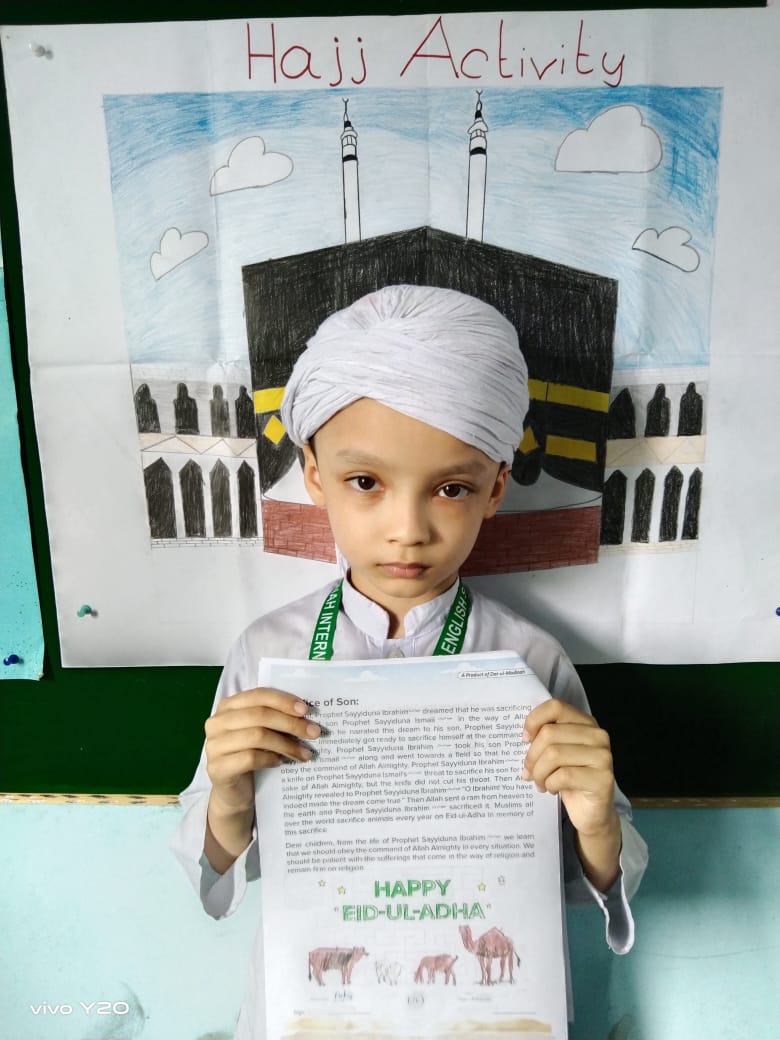 Hajj Activity
AH INTERN
ENGLISH
A Product of Dar-ul-Madinah
ice of Son:
Prophet Sayyiduna Ibrahim dreamed that he was sacrificing
son Prophet Sayyiduna Ismail in the way of Alla
he narrated this dream to his son, Prophet Sayyidu
immediately got ready to sacrifice himself at the command
ghty. Prophet Sayyiduna Ibrahim took his son Proph
Sayyiduna Ismail along and went towards a field so that he cou
obey the command of Allah Almighty. Prophet Sayyiduna Ibrahim
a knife on Prophet Sayyiduna Ismail's threat to sacrifice his son for
sake of Allah Almighty, but the knife did not cut his throat. Then A
Almighty revealed to Prophet Sayyiduna Ibrahim "O Ibrahim! You have
indeed made the dream come true." Then Allah sent a ram from heaven to
the earth and Prophet Sayyiduna Ibrahim sacrificed it. Muslims all
over the world sacrifice animals every year on Eid-ul-Adha in memory of
this sacrifice.
Dear children, from the life of Prophet Sayyiduna Ibrahim we learn
that we should obey the command of Allah Almighty in every situation. We
should be patient with the sufferings that come in the way of religion and
remain firm on religion.
HAPPY
"EID-UL-ADHA"
vivo Y20